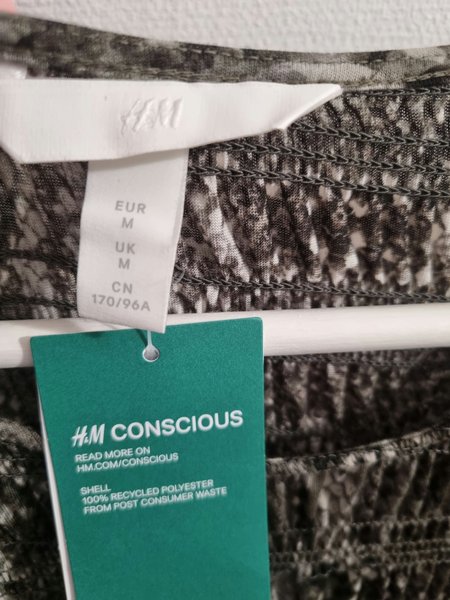 H&M
EUR
M
UK
M
CN
170/96A
H&M CONSCIOUS
READ MORE ON
HM.COM/CONSCIOUS
SHELL
100% RECYCLED POLYESTER
FROM POST CONSUMER WASTE